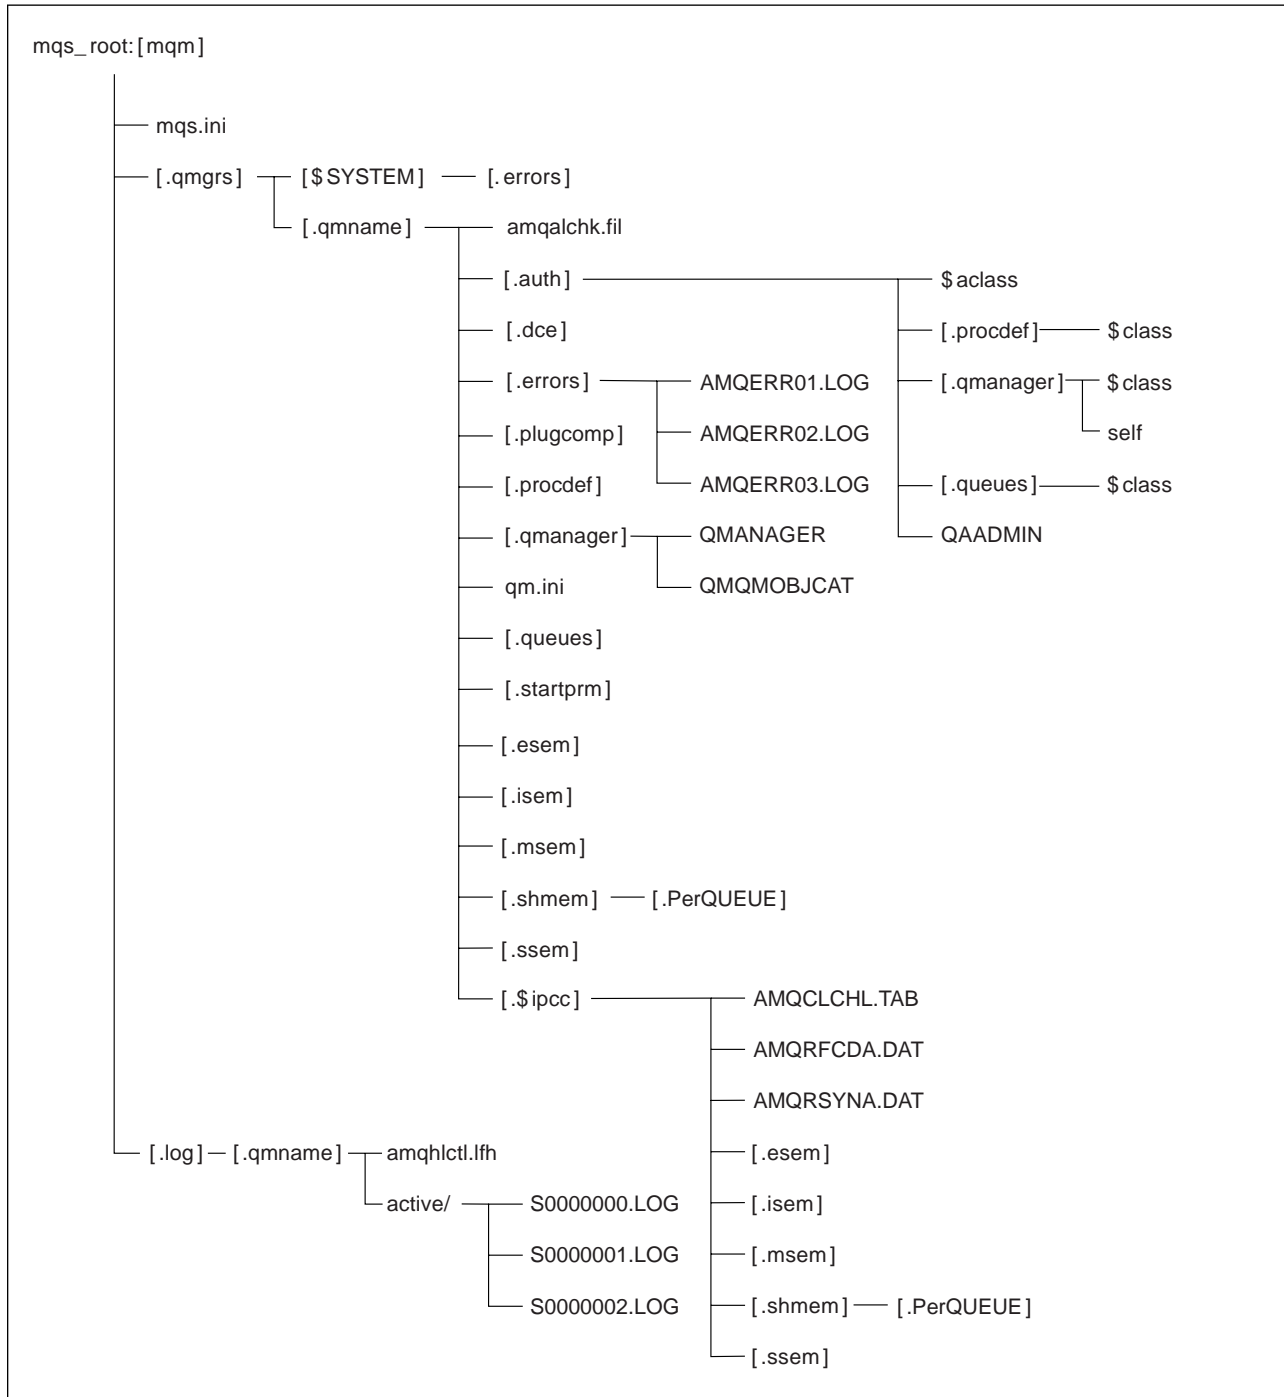 mqs_root:[mqm]
mqs.ini
[.qmgrs] [$SYSTEM] [.errors]
[.qmname] amqalchk.fil
[.auth] $aclass
[.dce] [.procdef] $class
[.errors] AMQERR01.LOG [.qmanager] $class
[.plugcomp] AMQERR02.LOG self
[.procdef] AMQERR03.LOG [.queues] $class
[.qmanager] QMANAGER QAADMIN
qm.ini QMQMOBJCAT
[.queues]
[.startprm]
[.esem]
[.isem]
[.msem]
[.shmem] [.PerQUEUE]
[.ssem]
[.$ipcc] AMQCLCHL.TAB
AMQRFCDA.DAT
AMQRSYNA.DAT
[.log] [.qmname] amqhlctl.lfh [.esem]
active/ S0000000.LOG [.isem]
S0000001.LOG [.msem]
S0000002.LOG [.shmem] [.PerQUEUE]
[.ssem]